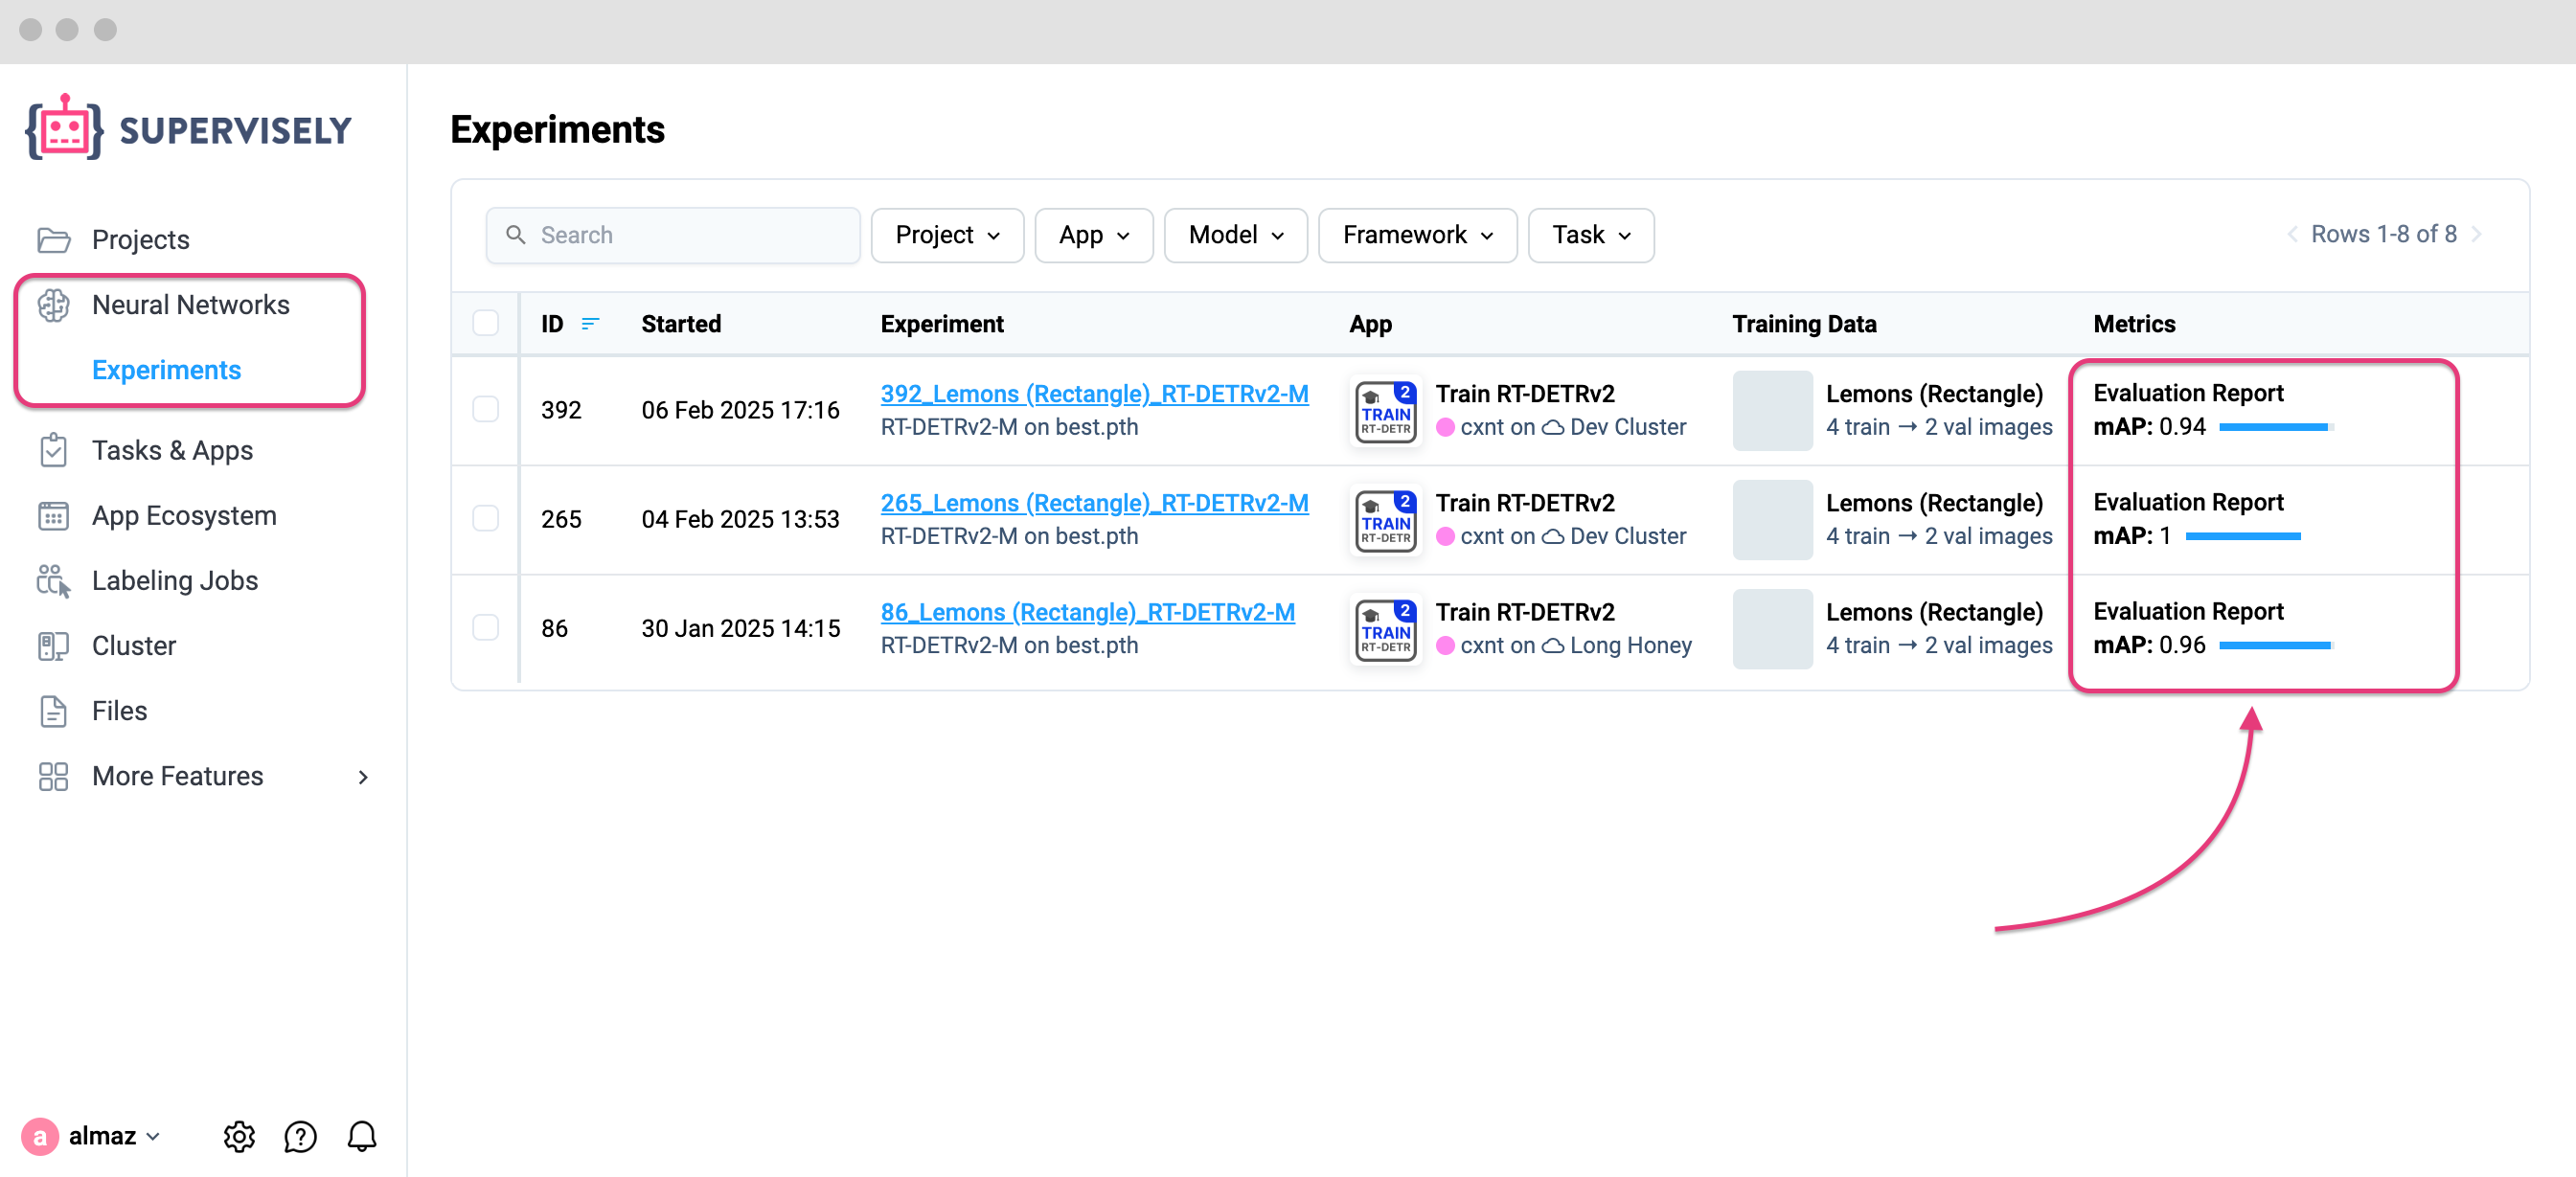 SUPERVISELY
Projects
Neural Networks
Experiments
Tasks & Apps
App Ecosystem
Labeling Jobs
Cluster
Files
More Features
a almaz
Experiments
Search Project App Model Framework Task Rows 1-8 of 8
ID Started Experiment App Training Data Metrics
392 06 Feb 2025 17:16 392_Lemons (Rectangle)_RT-DETRv2-M 2 TRAIN RT-DETR Train RT-DETRv2 Lemons (Rectangle) Evaluation Report
RT-DETRv2-M on best.pth cxnt on Dev Cluster 4 train → 2 val images mAP: 0.94
265 04 Feb 2025 13:53 265_Lemons (Rectangle)_RT-DETRv2-M 2 TRAIN RT-DETR Train RT-DETRv2 Lemons (Rectangle) Evaluation Report
RT-DETRv2-M on best.pth cxnt on Dev Cluster 4 train → 2 val images mAP: 1
86 30 Jan 2025 14:15 86_Lemons (Rectangle)_RT-DETRv2-M 2 TRAIN RT-DETR Train RT-DETRv2 Lemons (Rectangle) Evaluation Report
RT-DETRv2-M on best.pth cxnt on Long Honey 4 train → 2 val images mAP: 0.96